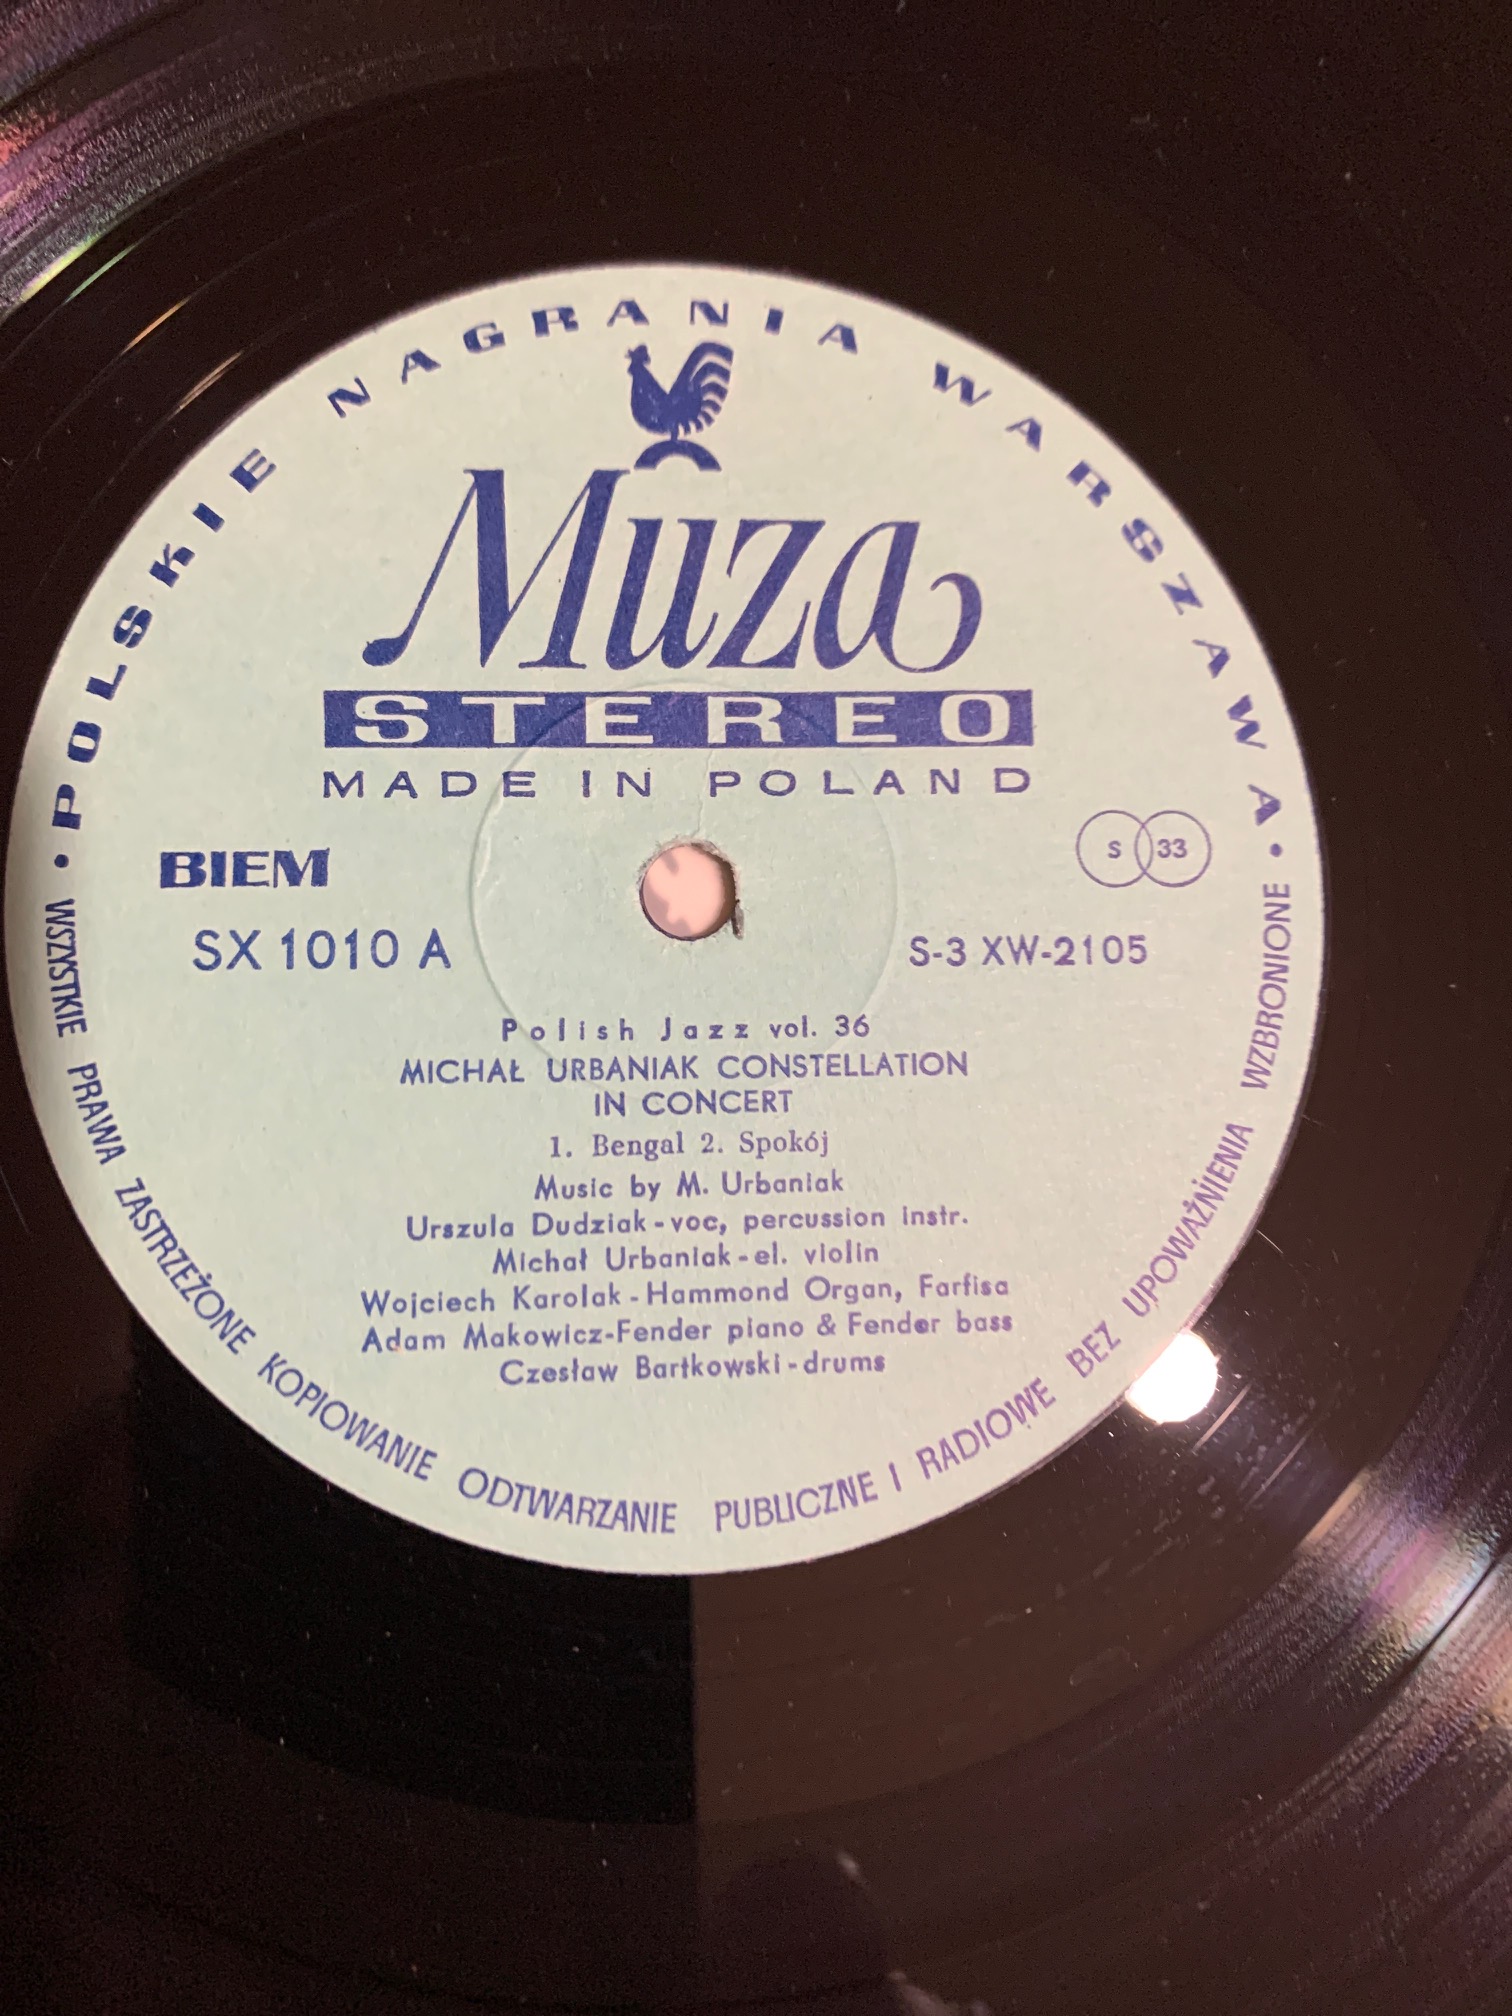 • POLSKIE NAGRANIA WARSZAWA •
Muza
STEREO
MADE IN POLAND
BIEM
S 33
SX 1010 A
S-3 XW-2105
Polish Jazz vol. 36
MICHAŁ URBANIAK CONSTELLATION
IN CONCERT
1. Bengal 2. Spokój
Music by M. Urbaniak
Urszula Dudziak-voc, percussion instr.
Michał Urbaniak-el. violin
Wojciech Karolak-Hammond Organ, Farfisa
Adam Makowicz-Fender piano & Fender bass
Czesław Bartkowski-drums
WSZYSTKIE PRAWA ZASTRZEŻONE KOPIOWANIE ODTWARZANIE PUBLICZNE I RADIOWE BEZ UPOWAŻNIENIA WZBRONIONE